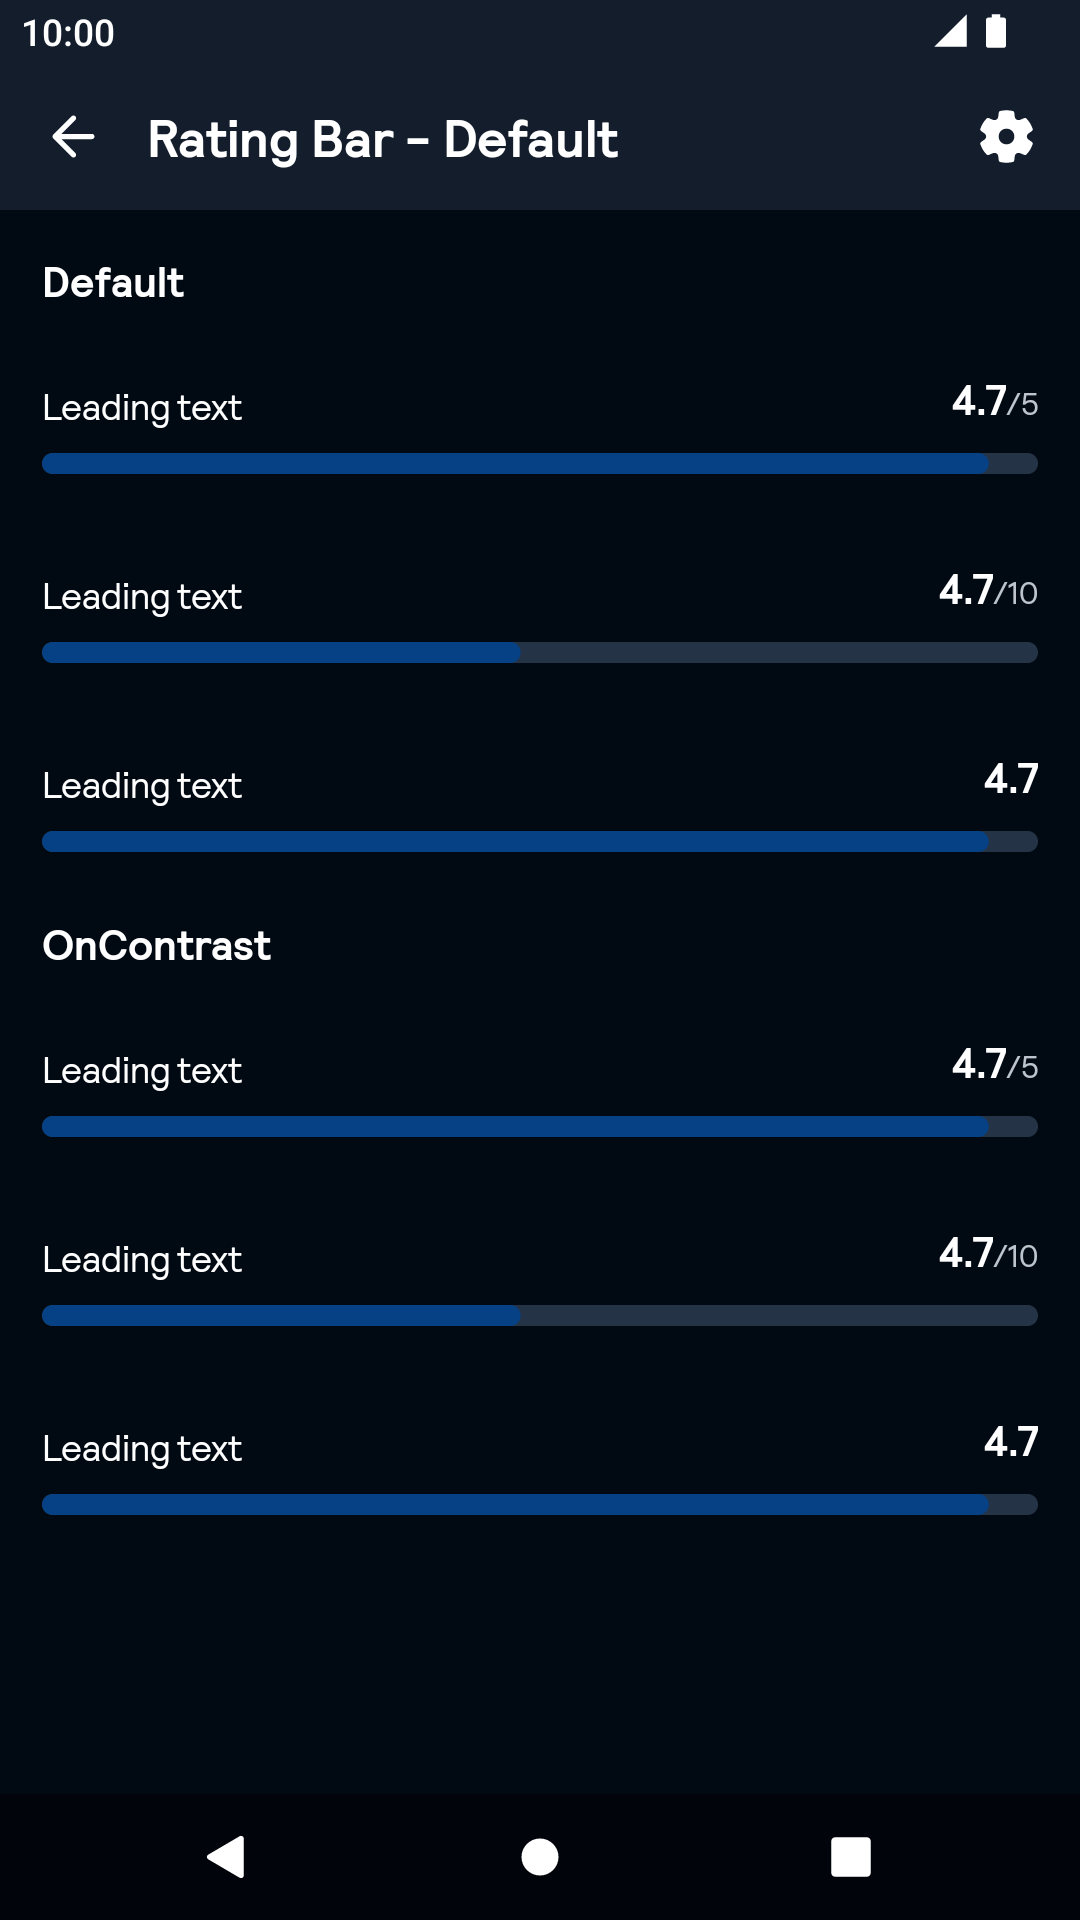 10:00
Rating Bar - Default
Default
Leading text 4.7/5
Leading text 4.7/10
Leading text 4.7
OnContrast
Leading text 4.7/5
Leading text 4.7/10
Leading text 4.7